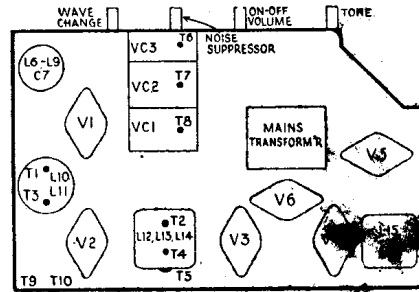 WAVE CHANGE
ON-OFF VOLUME
TONE
NOISE SUPPRESSOR
T6
VC3
L6-L9
C7
VC2
T7
V1
VC1
T8
MAINS
TRANSFORMR
V5
T1
L10
T3
L11
V6
T2
L12, L13, L14
T4
V2
V3
T5
T9
T10